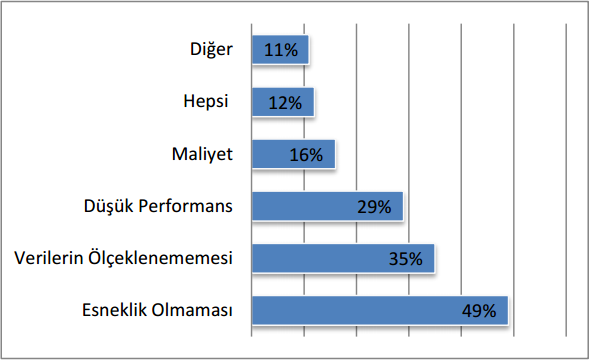 Diğer 11%
Hepsi 12%
Maliyet 16%
Düşük Performans 29%
Verilerin Ölçeklenememesi 35%
Esneklik Olmaması 49%